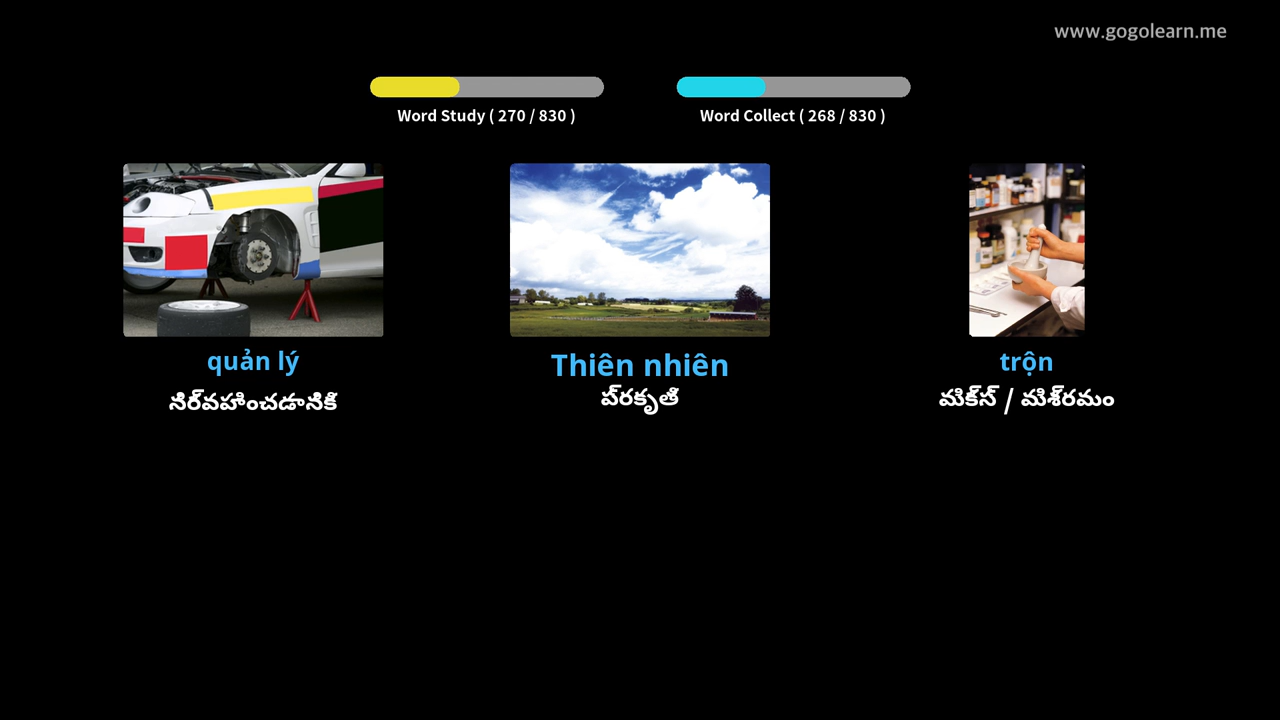 www.gogolearn.me
Word Study ( 270 / 830 )
Word Collect ( 268 / 830 )
quản lý
Thiên nhiên
trộn
నిర్వహించడానికి
ప్రకృతి
మిక్స్ / మిశ్రమం